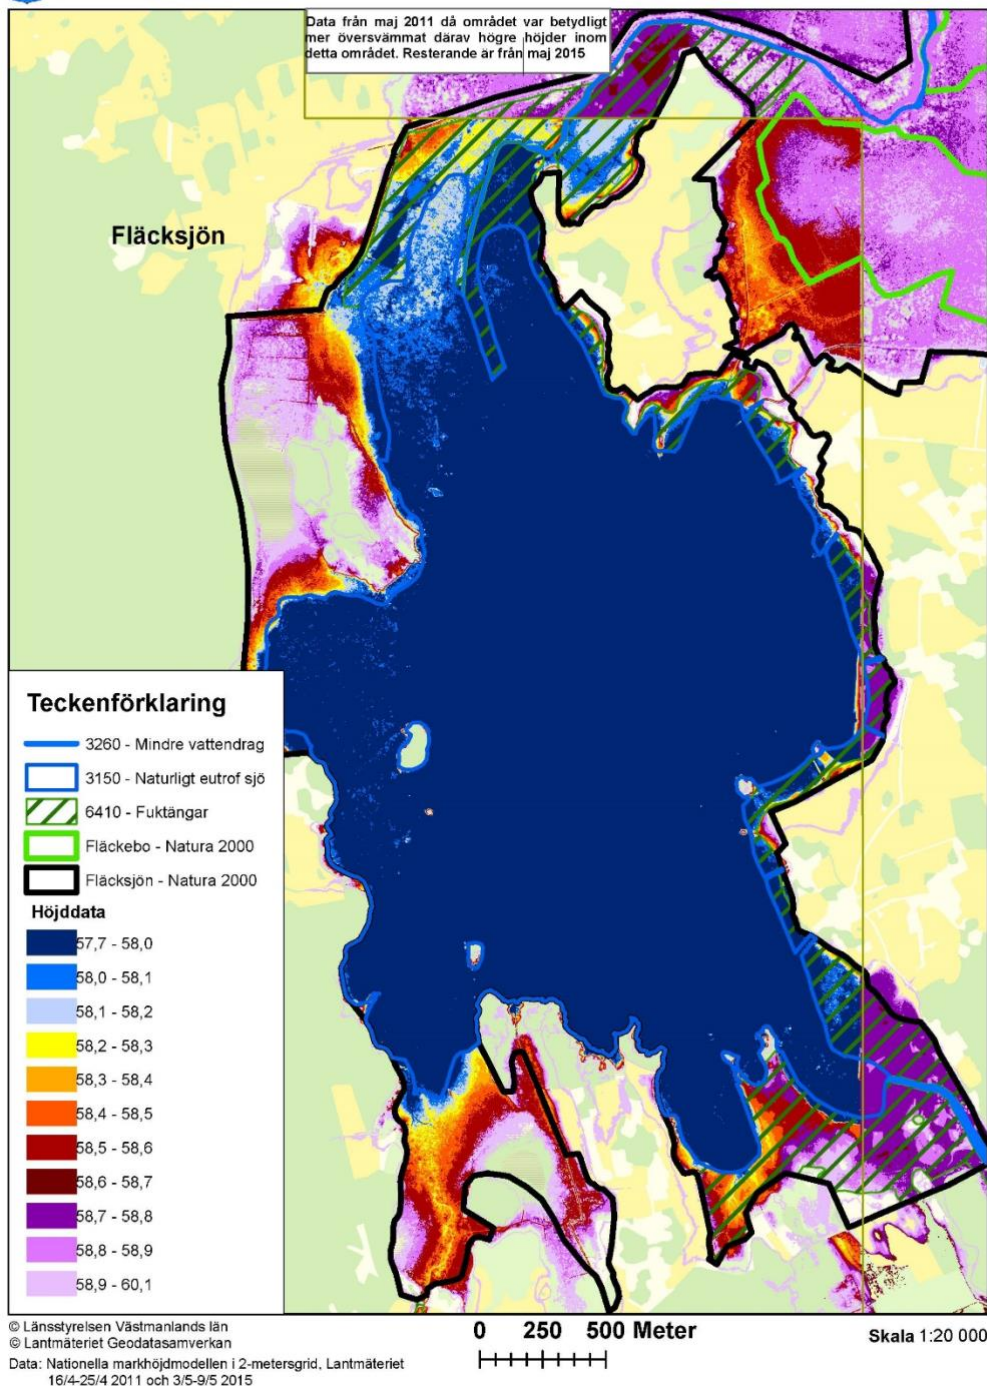 Data från maj 2011 då området var betydligt
mer översvämmat därav högre höjder inom
detta området. Resterande är från maj 2015
Fläcksjön
Teckenförklaring
3260 - Mindre vattendrag
3150 - Naturligt eutrof sjö
6410 - Fuktängar
Fläckebo - Natura 2000
Fläcksjön - Natura 2000
Höjddata
57,7 - 58,0
58,0 - 58,1
58,1 - 58,2
58,2 - 58,3
58,3 - 58,4
58,4 - 58,5
58,5 - 58,6
58,6 - 58,7
58,7 - 58,8
58,8 - 58,9
58,9 - 60,1
© Länsstyrelsen Västmanlands län
© Lantmäteriet Geodatasamverkan
Data: Nationella markhöjdmodellen i 2-metersgrid, Lantmäteriet
16/4-25/4 2011 och 3/5-9/5 2015
0 250 500 Meter
Skala 1:20 000